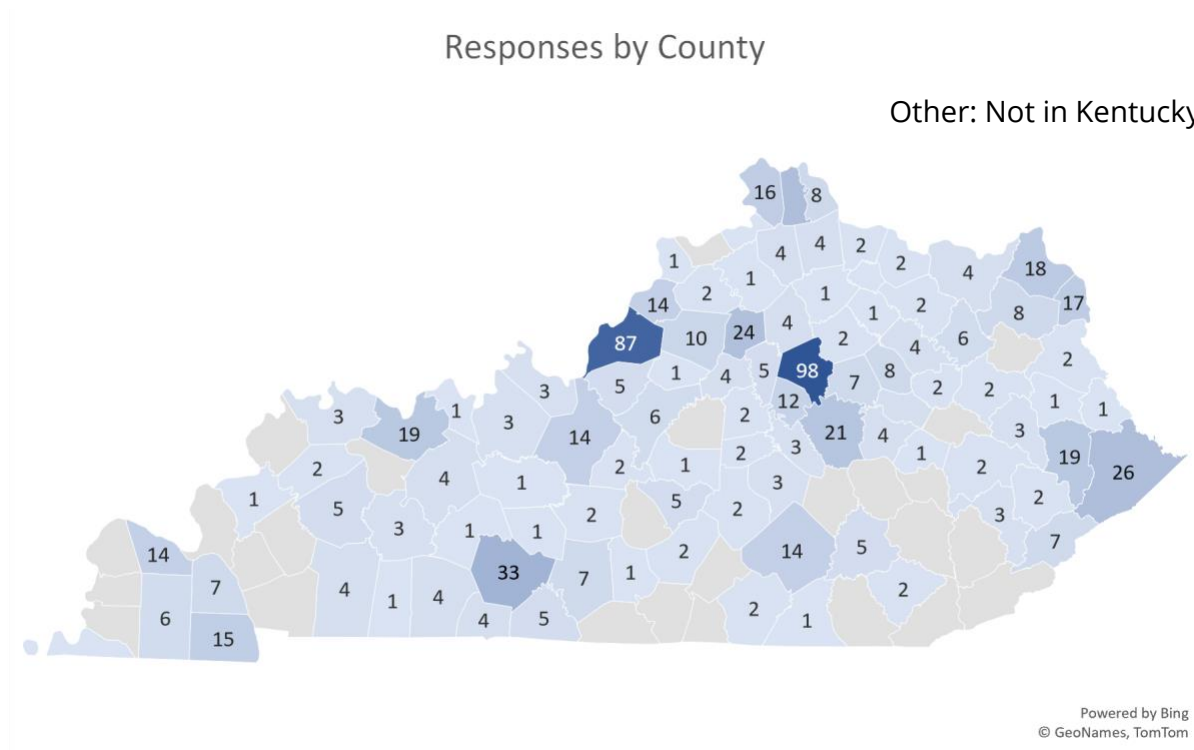 Responses by County
Other: Not in Kentucky
16 8
4 4 2
1 2 4 18
1
14 2 1 2 17
24 4 1 8
87 10 2 6
4
5 1 4 5 98 7 8 2
3 2 2 1 1
3 19 1 3 6 2 12
14 3 21 4 3 19 26
2 4 1 2 1 2 1 2
3
1 5 3 5 2 3 2
1 1 2
14 33 2 14 5 7
7 4 1 4 7 1 2
6 4 5 2 1
15
Powered by Bing
© GeoNames, TomTom